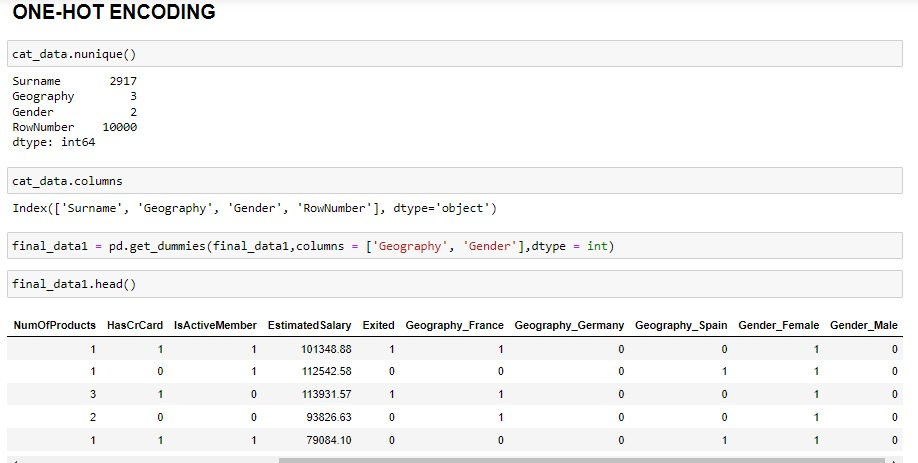 ONE-HOT ENCODING
cat_data.nunique()
Surname 2917
Geography 3
Gender 2
RowNumber 10000
dtype: int64
cat_data.columns
Index(['Surname', 'Geography', 'Gender', 'RowNumber'], dtype='object')
final_data1 = pd.get_dummies(final_data1,columns = ['Geography', 'Gender'],dtype = int)
final_data1.head()
NumOfProducts HasCrCard IsActiveMember EstimatedSalary Exited Geography_France Geography_Germany Geography_Spain Gender_Female Gender_Male
1 1 1 101348.88 1 1 0 0 1 0
1 0 1 112542.58 0 0 0 1 1 0
3 1 0 113931.57 1 1 0 0 1 0
2 0 0 93826.63 0 1 0 0 1 0
1 1 1 79084.10 0 0 0 1 1 0